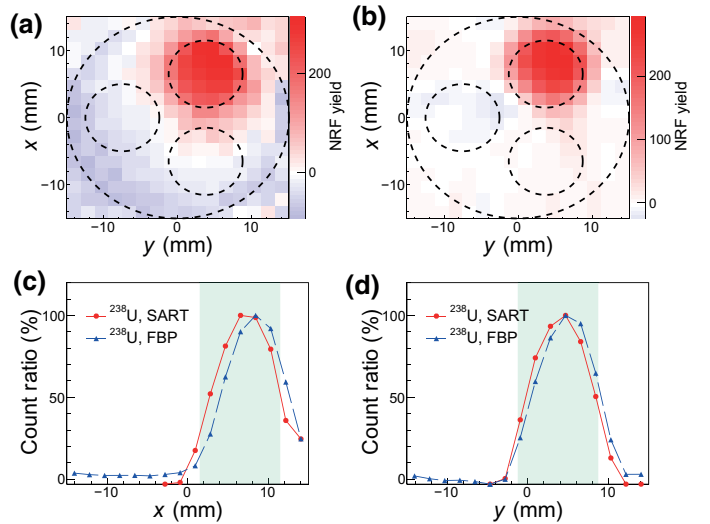 (a)
(b)
10
0
−10
x (mm)
−10
0
10
y (mm)
200
0
NRF yield
10
0
−10
x (mm)
−10
0
10
y (mm)
200
100
0
NRF yield
(c)
(d)
100
50
0
Count ratio (%)
238U, SART
238U, FBP
−10
0
10
x (mm)
100
50
0
Count ratio (%)
238U, SART
238U, FBP
−10
0
10
y (mm)